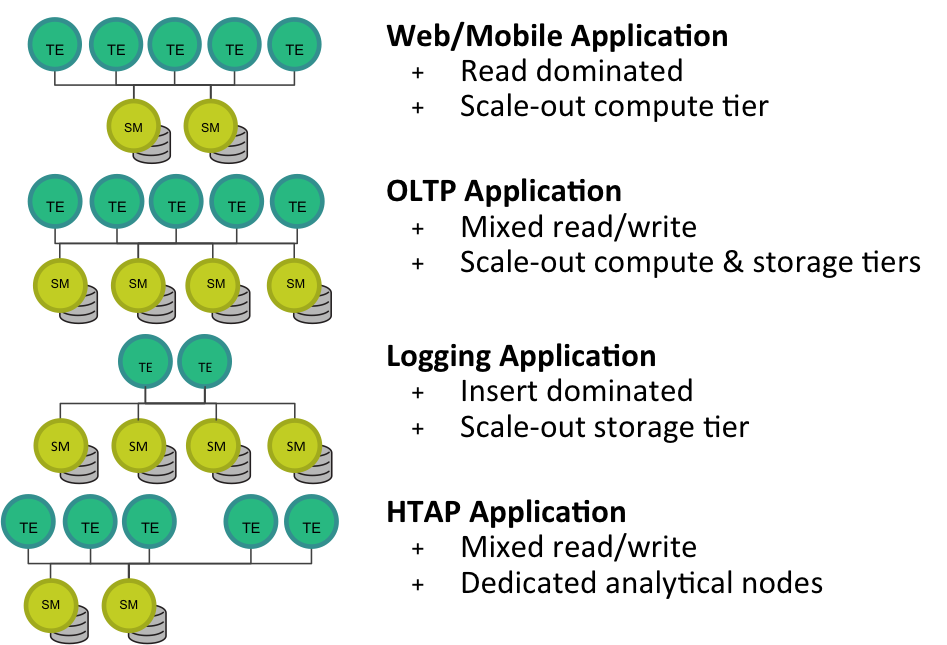 TE TE TE TE TE
SM SM
Web/Mobile Application
+ Read dominated
+ Scale-out compute tier
TE TE TE TE TE
SM SM SM SM
OLTP Application
+ Mixed read/write
+ Scale-out compute & storage tiers
TE TE
SM SM SM SM
Logging Application
+ Insert dominated
+ Scale-out storage tier
TE TE TE TE TE
SM SM
HTAP Application
+ Mixed read/write
+ Dedicated analytical nodes